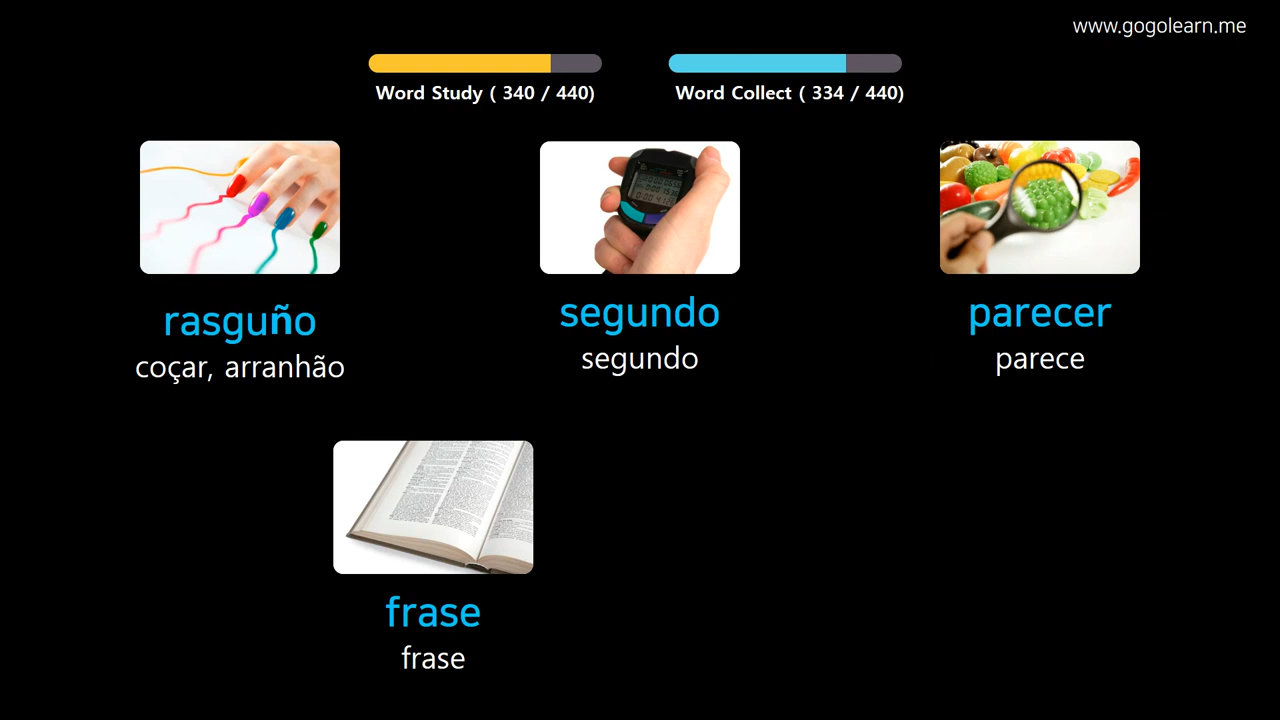 www.gogolearn.me
Word Study ( 340 / 440)
Word Collect ( 334 / 440)
rasguño
coçar, arranhão
segundo
segundo
parecer
parece
frase
frase